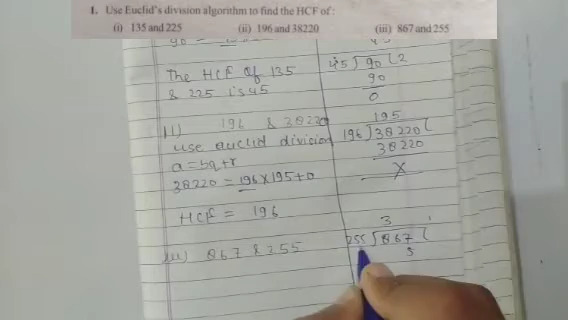 1. Use Euclid's division algorithm to find the HCF of :
(i) 135 and 225 (ii) 196 and 38220 (iii) 867 and 255
The HCF of 135
& 225 is 45
45 ) 90 ( 2
90
0
ii) 196 & 38220
use euclid division
a=bq+r
38220 = 196×195+0
HCF = 196
195
196 ) 38220 (
38220
X
iii) 867 & 255
3
255 ) 867 (
5